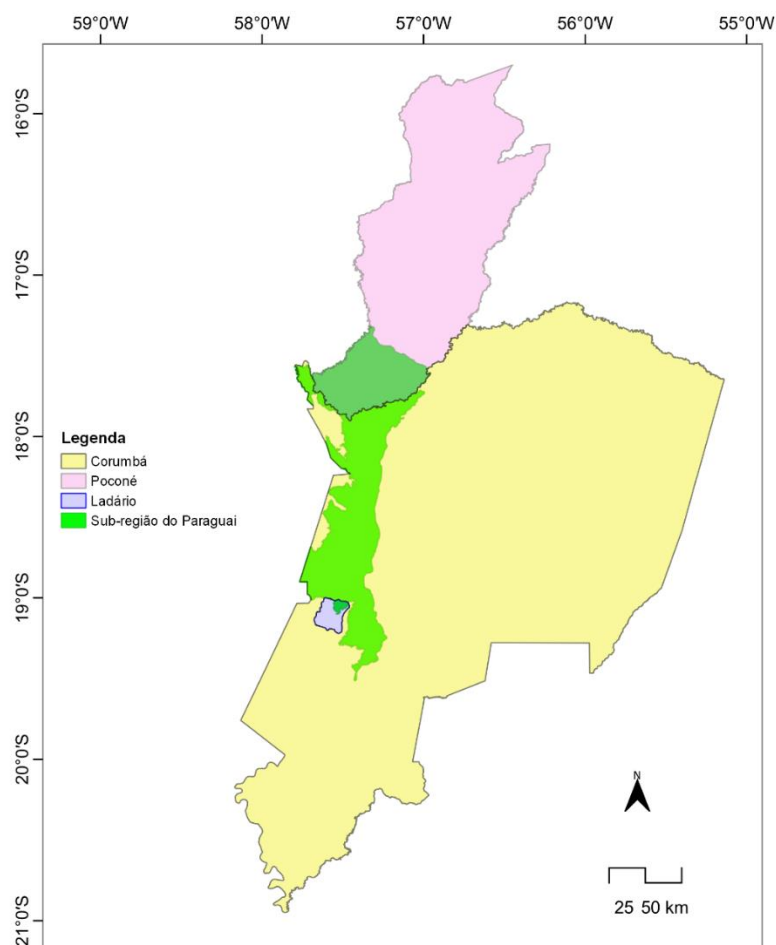 59°0'W 58°0'W 57°0'W 56°0'W 55°0'W
16°0'S
17°0'S
18°0'S
19°0'S
20°0'S
21°0'S
Legenda
Corumbá
Poconé
Ladário
Sub-região do Paraguai
N
25 50 km